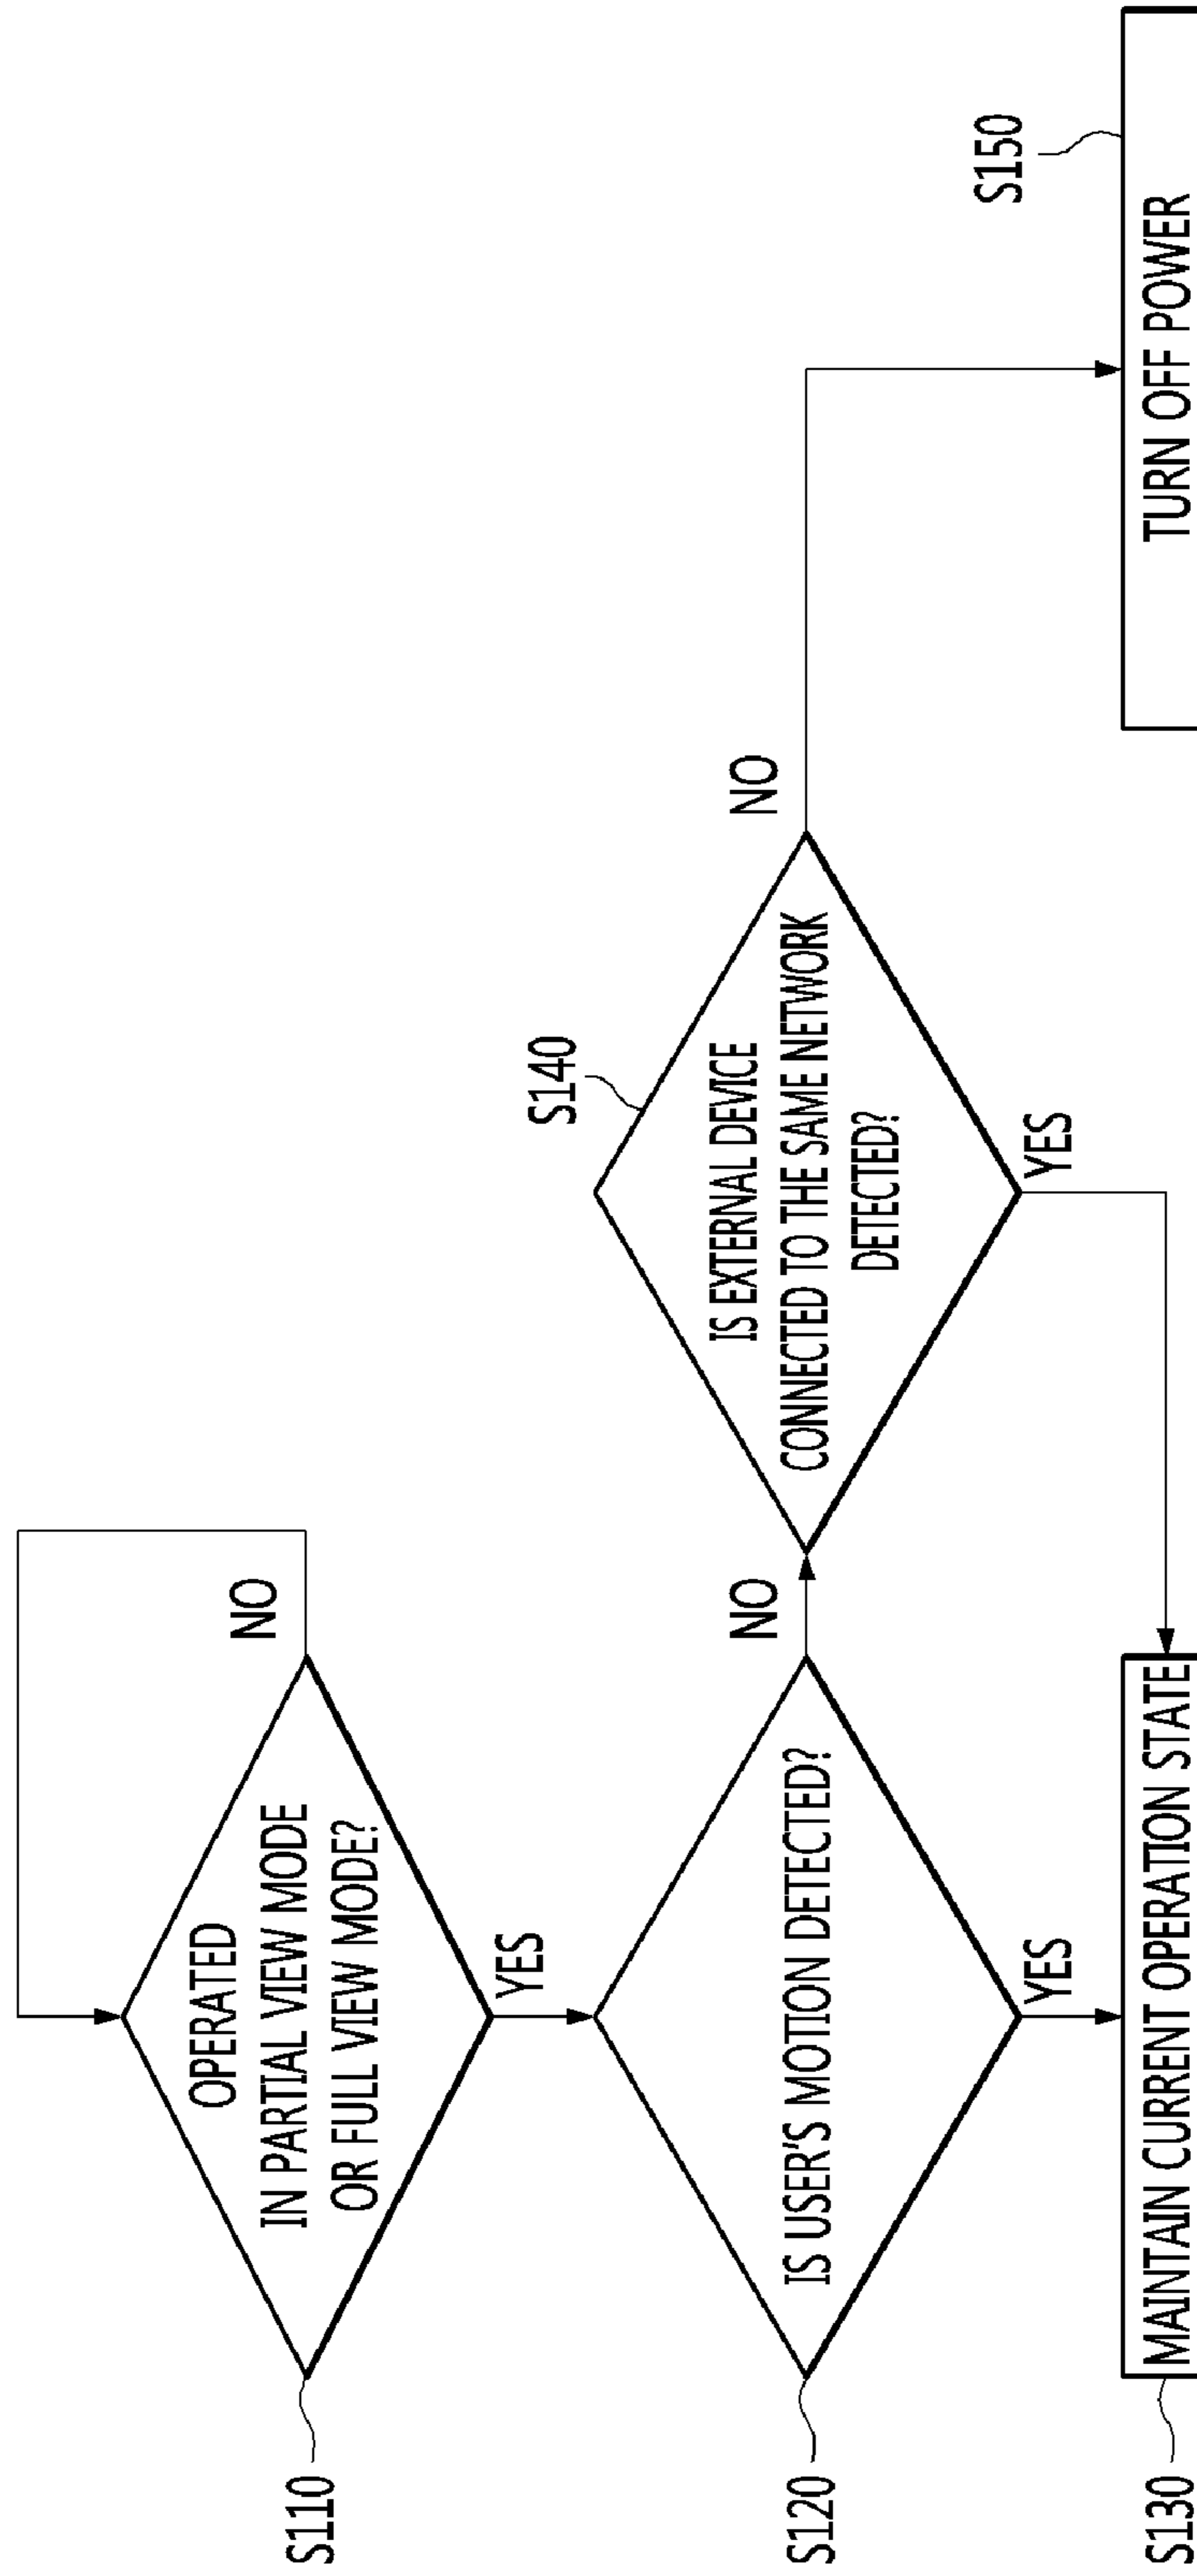 S110
OPERATED
IN PARTIAL VIEW MODE
OR FULL VIEW MODE?
NO
YES
S120
IS USER'S MOTION DETECTED?
NO
YES
S140
IS EXTERNAL DEVICE
CONNECTED TO THE SAME NETWORK
DETECTED?
NO
YES
S130
MAINTAIN CURRENT OPERATION STATE
S150
TURN OFF POWER